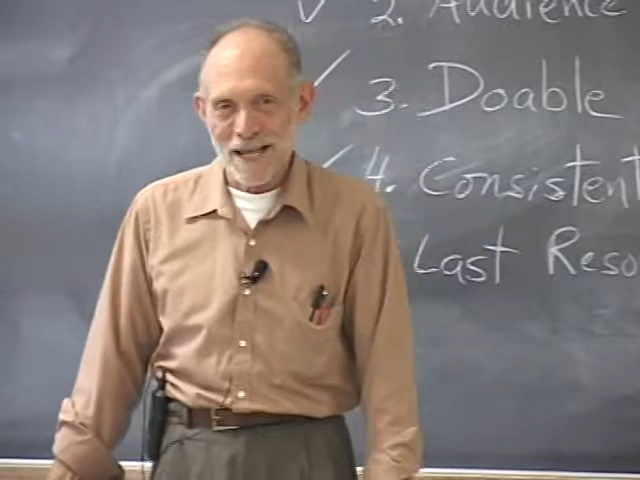 ✓ 2. Audience
✓ 3. Doable
✓ 4. Consistent
Last Reso